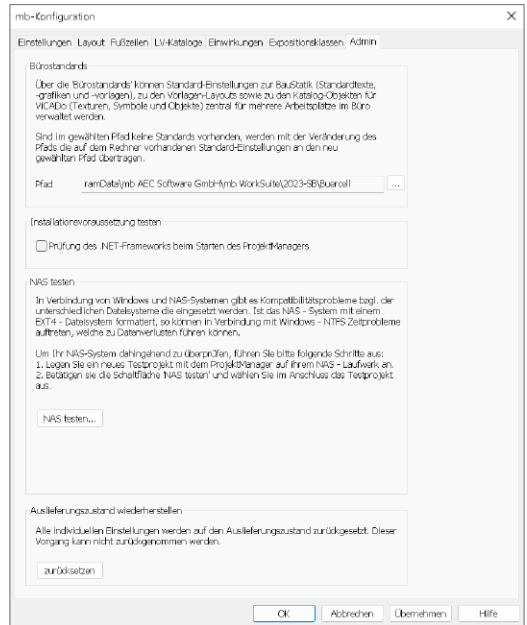 mb-Konfiguration
Einstellungen Layout Fußzeilen LV-Kataloge Einwirkungen Expositionsklassen Admin
Bürostandards
Über die 'Bürostandards' können Standard-Einstellungen zur BauStatik (Standardtexte,
-grafiken und -vorlagen), zu den Vorlagen-Layouts sowie zu den Katalog-Objekten für
ViCADo (Texturen, Symbole und Objekte) zentral für mehrere Arbeitsplätze im Büro
verwaltet werden.
Sind im gewählten Pfad keine Standards vorhanden, werden mit der Veränderung des
Pfads die auf dem Rechner vorhandenen Standard-Einstellungen an den neu
gewählten Pfad übertragen.
Pfad ramData\mb AEC Software GmbH\mb WorkSuite\2023-SB\Buercell ...
Installationsvoraussetzung testen
Prüfung des .NET-Frameworks beim Starten des ProjektManagers
NAS testen
In Verbindung von Windows und NAS-Systemen gibt es Kompatibilitätsprobleme bzgl. der
unterschiedlichen Dateisysteme die eingesetzt werden. Ist das NAS - System mit einem
EXT4 - Dateisystem formatiert, so können in Verbindung mit Windows - NTFS Zeitprobleme
auftreten, welche zu Datenverlusten führen können.
Um Ihr NAS-System dahingehend zu überprüfen, führen Sie bitte folgende Schritte aus:
1. Legen Sie ein neues Testprojekt mit dem ProjektManager auf ihrem NAS - Laufwerk an.
2. Betätigen sie die Schaltfläche 'NAS testen' und wählen Sie im Anschluss das Testprojekt
aus.
NAS testen...
Auslieferungszustand wiederherstellen
Alle individuellen Einstellungen werden auf den Auslieferungszustand zurückgesetzt. Dieser
Vorgang kann nicht zurückgenommen werden.
zurücksetzen
OK Abbrechen Übernehmen Hilfe